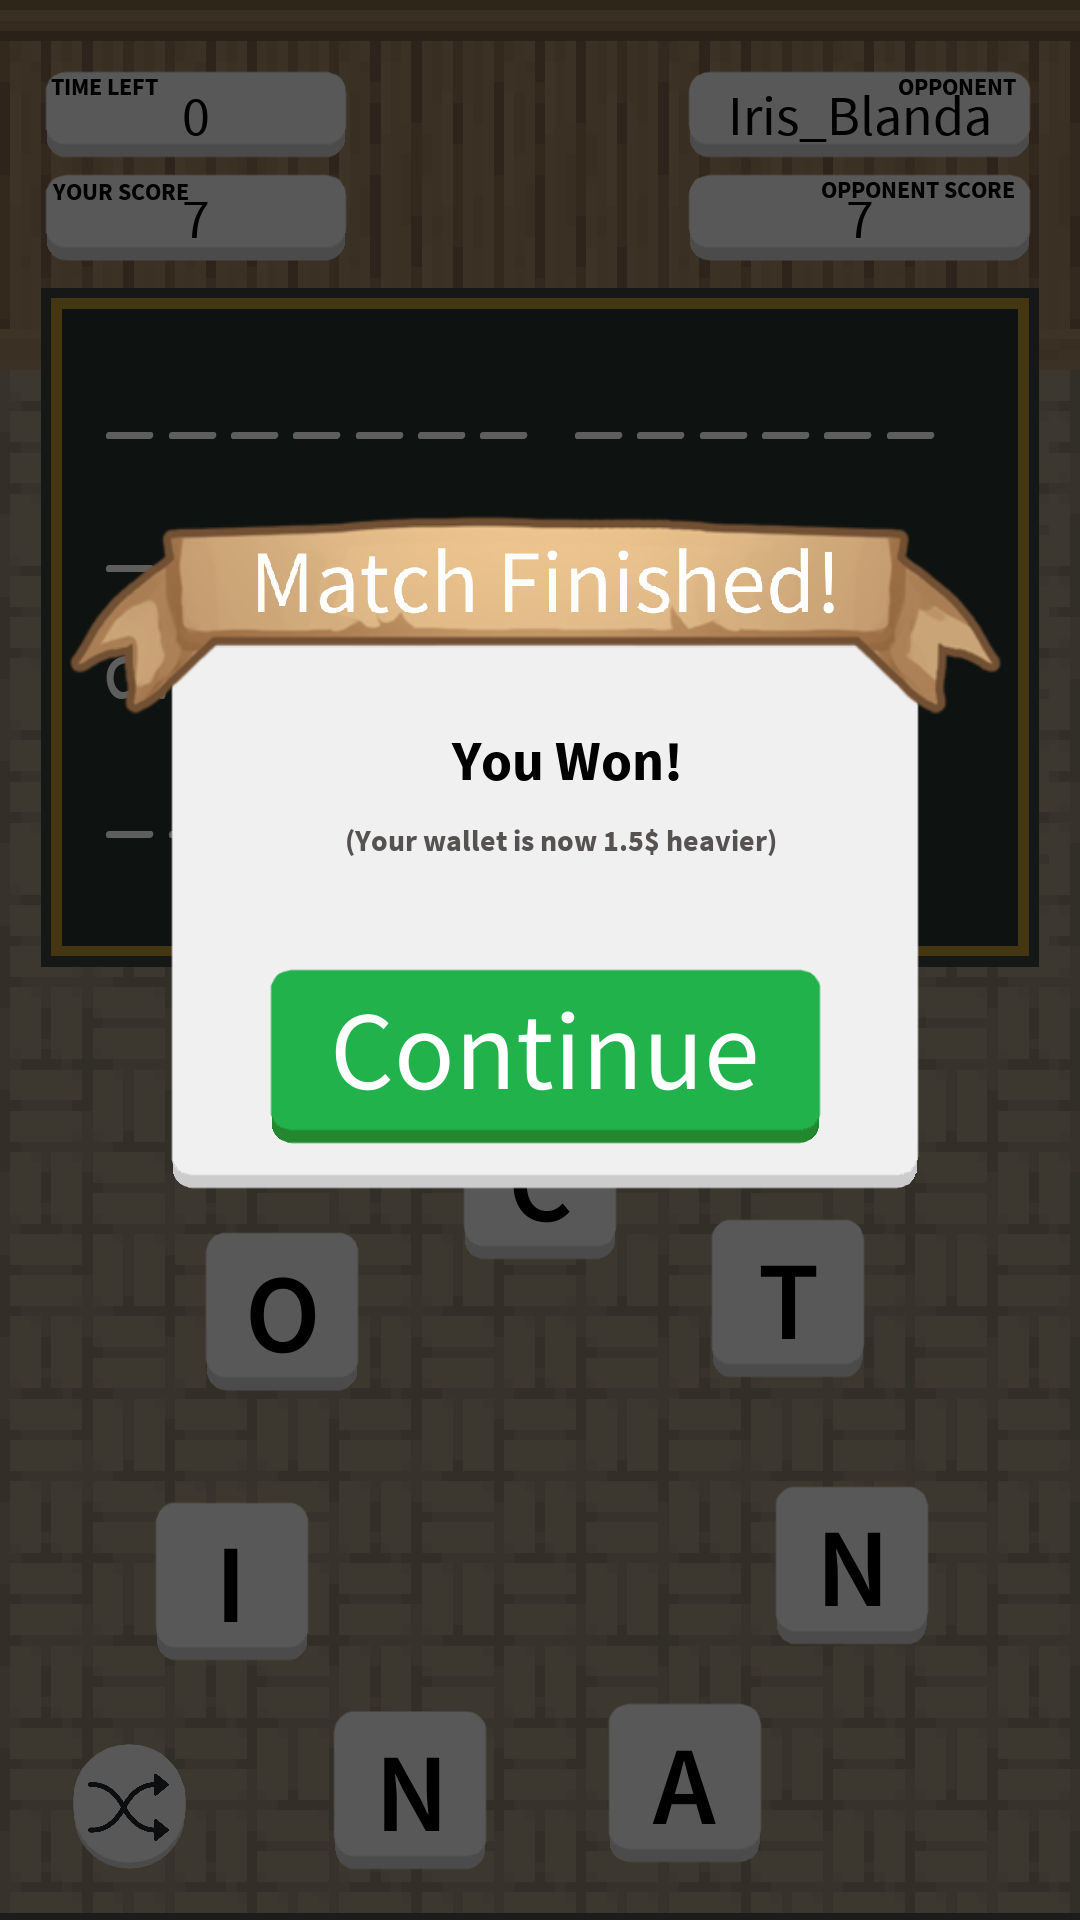 TIME LEFT
0
OPPONENT
Iris_Blanda
YOUR SCORE
7
OPPONENT SCORE
7
Match Finished!
You Won!
(Your wallet is now 1.5$ heavier)
Continue
C
O
T
I
N
N
A